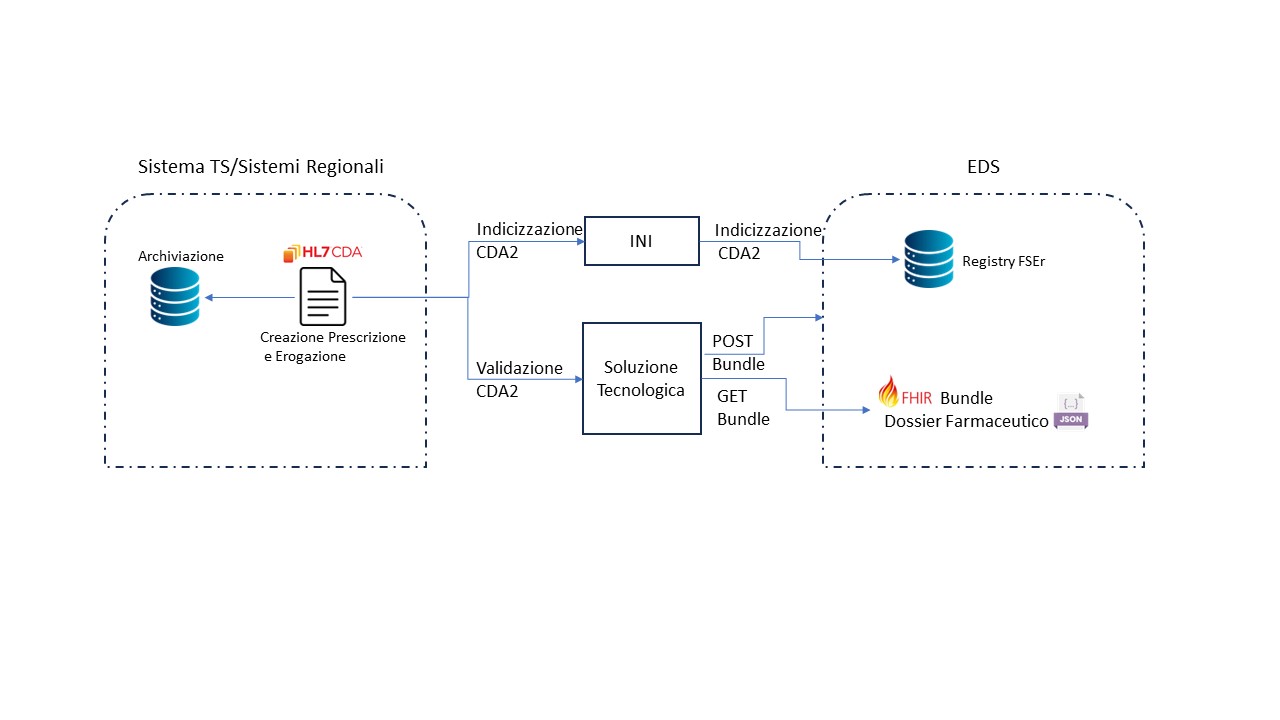 Sistema TS/Sistemi Regionali
EDS
Archiviazione
HL7 CDA
Creazione Prescrizione
e Erogazione
Indicizzazione
CDA2
INI
Indicizzazione
CDA2
Registry FSEr
Validazione
CDA2
Soluzione
Tecnologica
POST
Bundle
GET
Bundle
FHIR Bundle
Dossier Farmaceutico
{...}
JSON